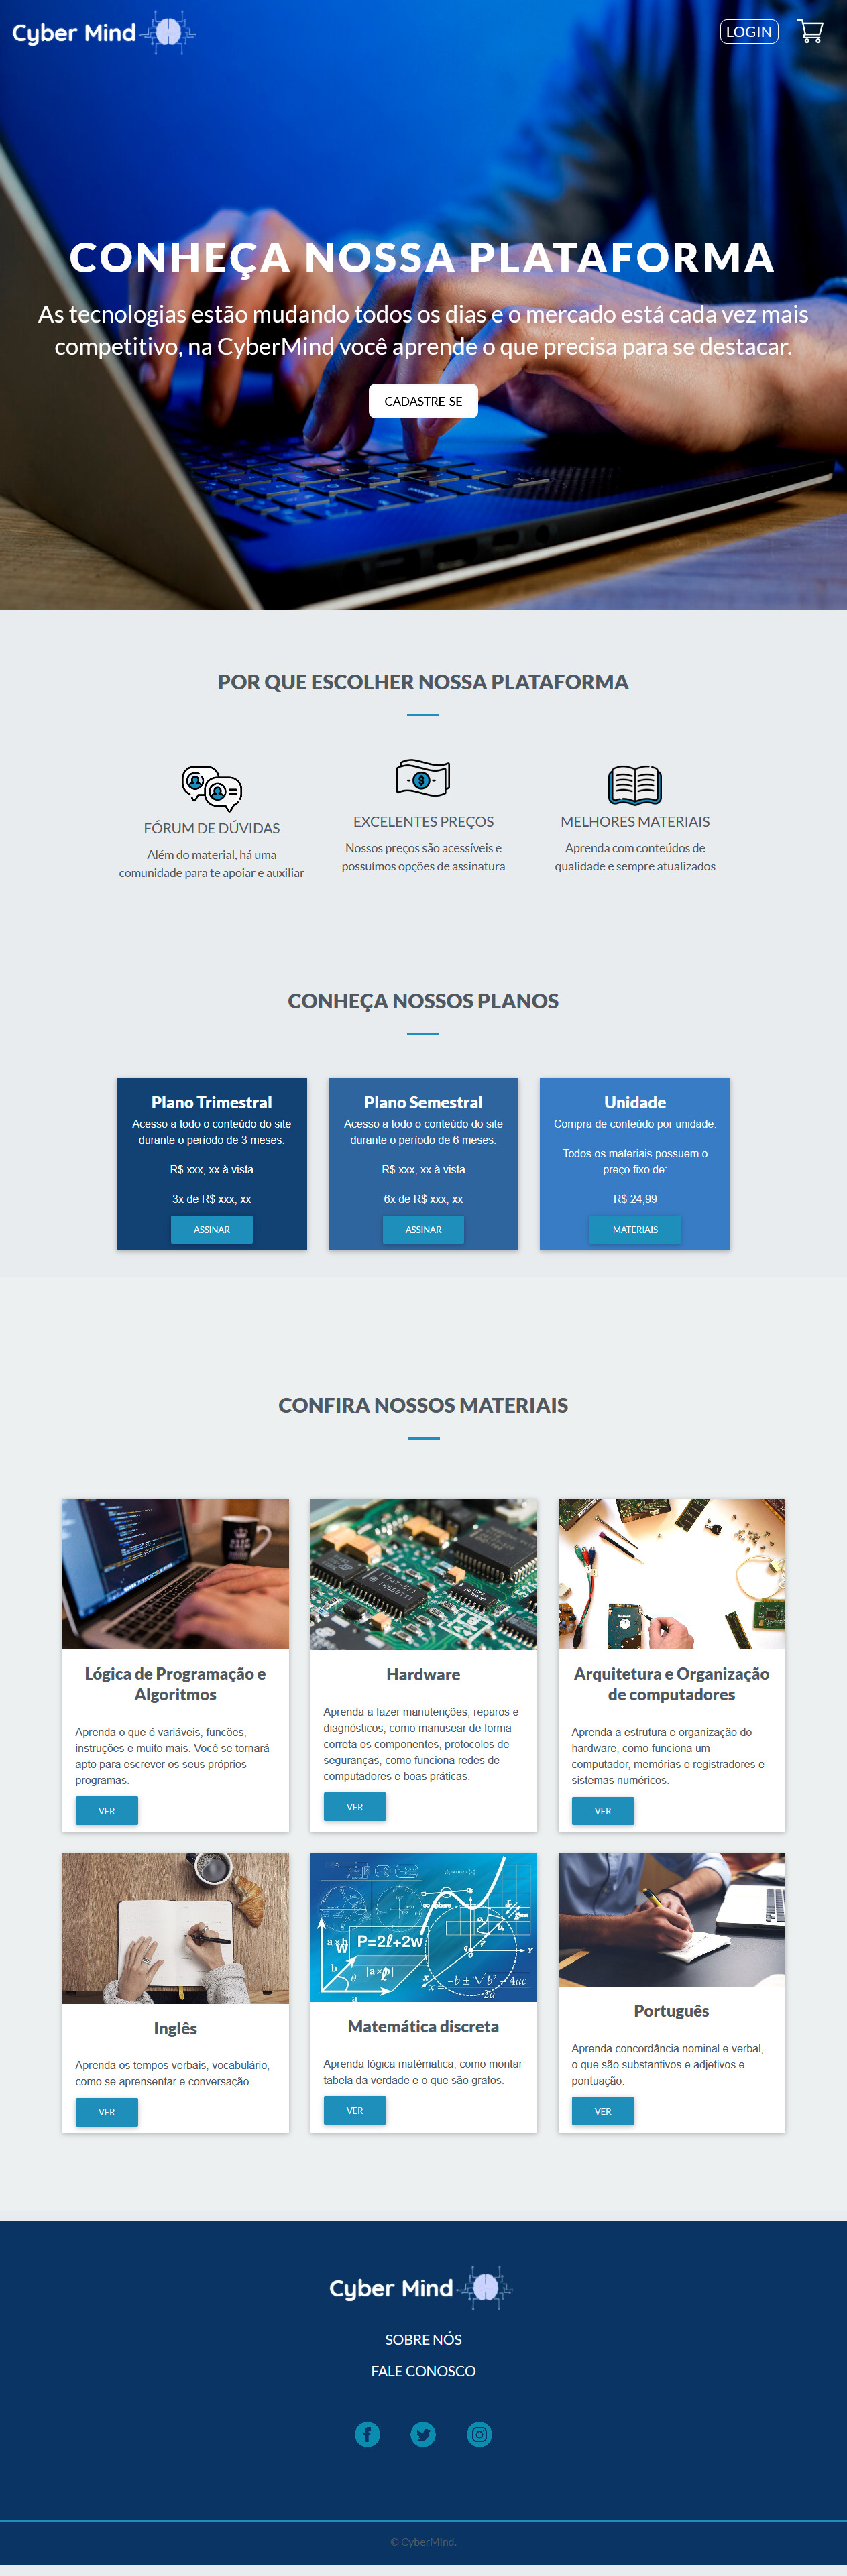 Cyber Mind
LOGIN
CONHEÇA NOSSA PLATAFORMA
As tecnologias estão mudando todos os dias e o mercado está cada vez mais
competitivo, na CyberMind você aprende o que precisa para se destacar.
CADASTRE-SE
POR QUE ESCOLHER NOSSA PLATAFORMA
FÓRUM DE DÚVIDAS
Além do material, há uma
comunidade para te apoiar e auxiliar
EXCELENTES PREÇOS
Nossos preços são acessíveis e
possuímos opções de assinatura
MELHORES MATERIAIS
Aprenda com conteúdos de
qualidade e sempre atualizados
CONHEÇA NOSSOS PLANOS
Plano Trimestral
Acesso a todo o conteúdo do site
durante o período de 3 meses.
R$ xxx, xx à vista
3x de R$ xxx, xx
ASSINAR
Plano Semestral
Acesso a todo o conteúdo do site
durante o período de 6 meses.
R$ xxx, xx à vista
6x de R$ xxx, xx
ASSINAR
Unidade
Compra de conteúdo por unidade.
Todos os materiais possuem o
preço fixo de:
R$ 24,99
MATERIAIS
CONFIRA NOSSOS MATERIAIS
Lógica de Programação e
Algoritmos
Aprenda o que é variáveis, funcões,
instruções e muito mais. Você se tornará
apto para escrever os seus próprios
programas.
VER
Hardware
Aprenda a fazer manutenções, reparos e
diagnósticos, como manusear de forma
correta os componentes, protocolos de
seguranças, como funciona redes de
computadores e boas práticas.
VER
Arquitetura e Organização
de computadores
Aprenda a estrutura e organização do
hardware, como funciona um
computador, memórias e registradores e
sistemas numéricos.
VER
Inglês
Aprenda os tempos verbais, vocabulário,
como se aprensentar e conversação.
VER
P=2ℓ+2w
Matemática discreta
Aprenda lógica matématica, como montar
tabela da verdade e o que são grafos.
VER
Português
Aprenda concordância nominal e verbal,
o que são substantivos e adjetivos e
pontuação.
VER
Cyber Mind
SOBRE NÓS
FALE CONOSCO
© CyberMind.